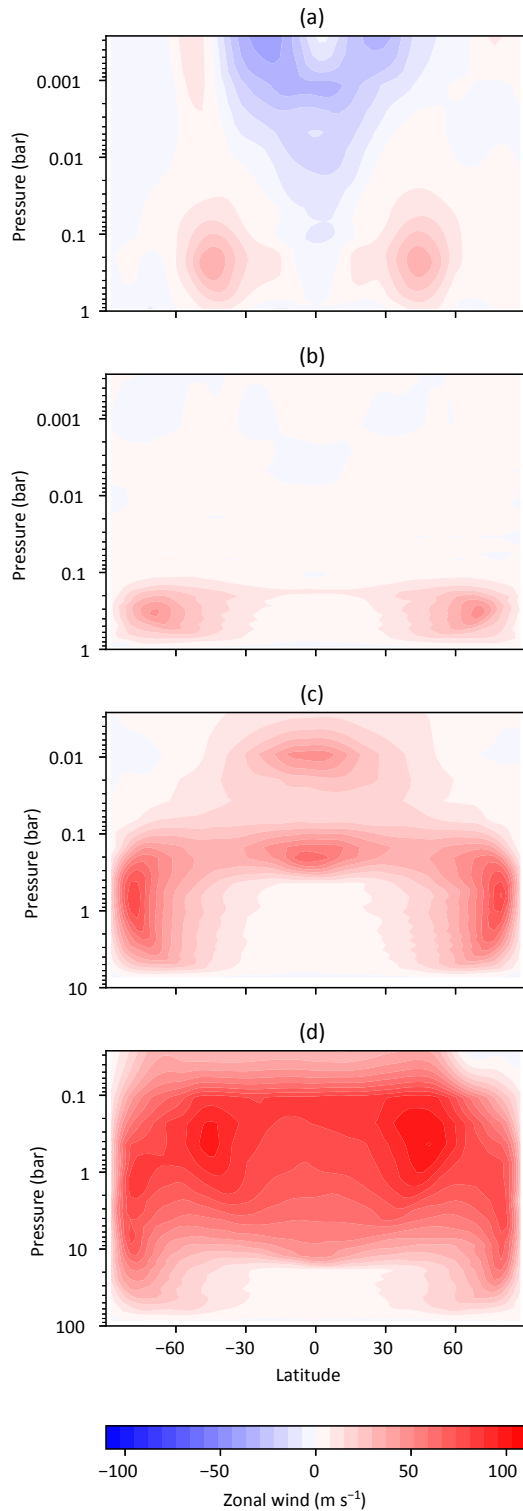 (a)
0.001
0.01
0.1
1
Pressure (bar)
(b)
0.001
0.01
0.1
1
Pressure (bar)
(c)
0.01
0.1
1
10
Pressure (bar)
(d)
0.1
1
10
100
Pressure (bar)
−60 −30 0 30 60
Latitude
−100 −50 0 50 100
Zonal wind (m s⁻¹)